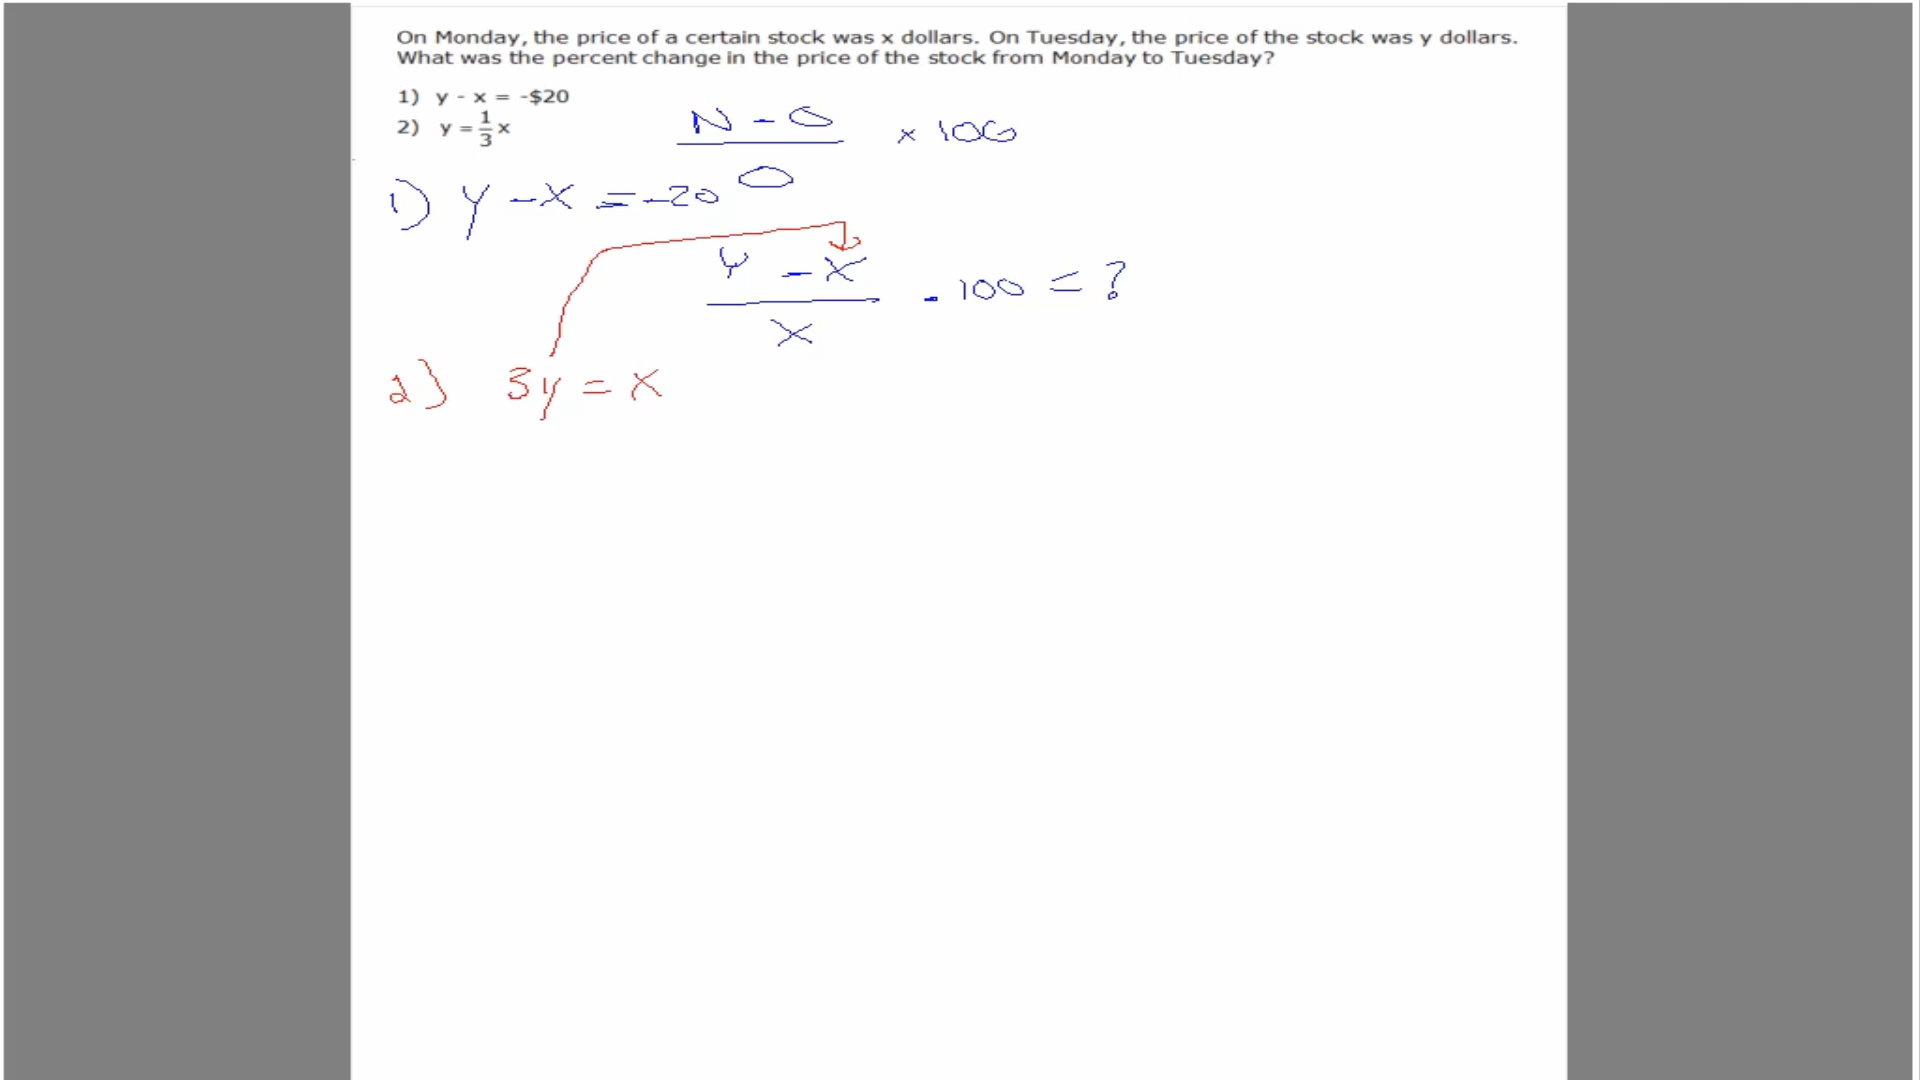 On Monday, the price of a certain stock was x dollars. On Tuesday, the price of the stock was y dollars.
What was the percent change in the price of the stock from Monday to Tuesday?
1) y - x = -$20
2) y = 1/3 x
N - O / O x 100
1) y - x = -20
y - x / x . 100 = ?
2) 3y = x